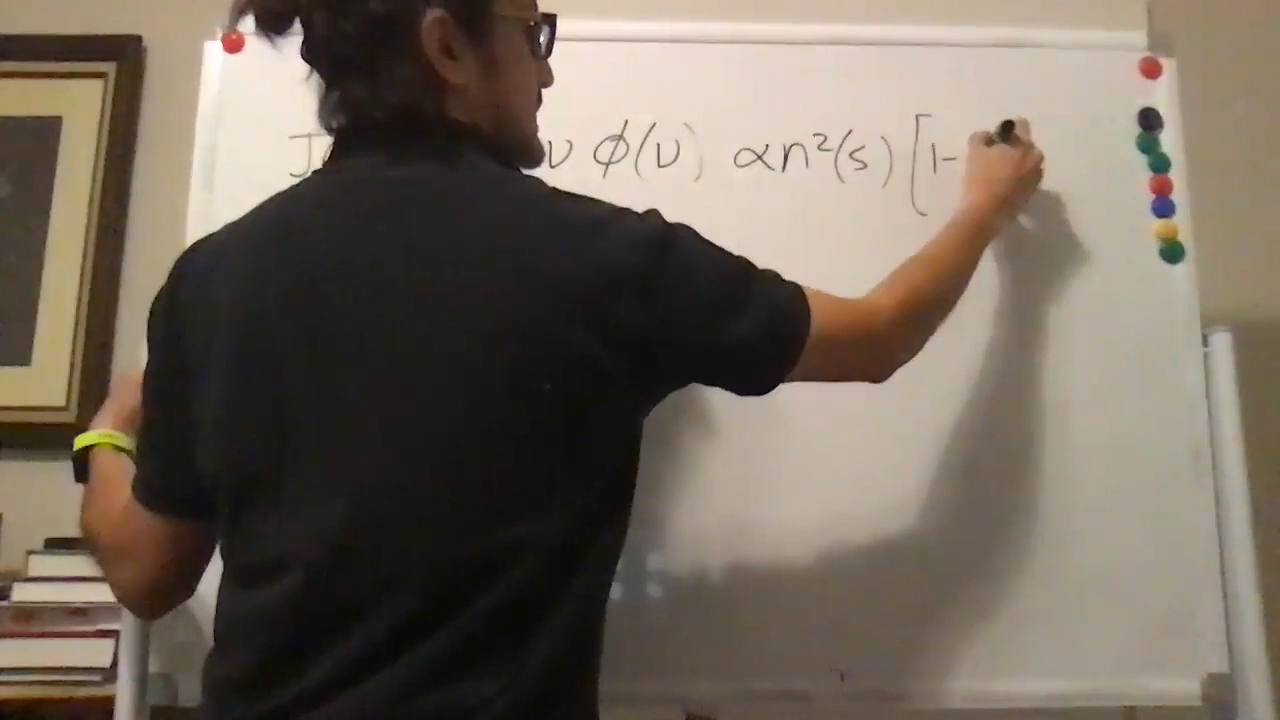 J ν ϕ(ν) αn²(s) [1-